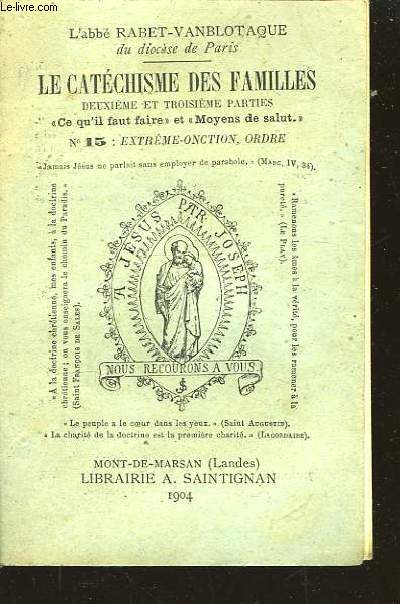 Le-livre.com
L'abbé RABET-VANBLOTAQUE
du diocèse de Paris
LE CATÉCHISME DES FAMILLES
DEUXIÈME ET TROISIÈME PARTIES
«Ce qu'il faut faire» et «Moyens de salut.»
N° 15 : EXTRÊME-ONCTION, ORDRE
«Jamais Jésus ne parlait sans employer de parabole. » (MARC, IV, 34).
« A la doctrine chrétienne, mes enfants, à la doctrine
chrétienne ; on vous enseignera le chemin du Paradis. »
(SAINT FRANÇOIS DE SALES).
A JÉSUS PAR JOSEPH
NOUS RECOURONS A VOUS
« Ramenons les âmes à la vérité, pour les ramener à la
pureté. » (LE PLAY).
« Le peuple a le cœur dans les yeux. » (SAINT AUGUSTIN).
« La charité de la doctrine est la première charité. » (LACORDAIRE).
MONT-DE-MARSAN (Landes)
LIBRAIRIE A. SAINTIGNAN
1904